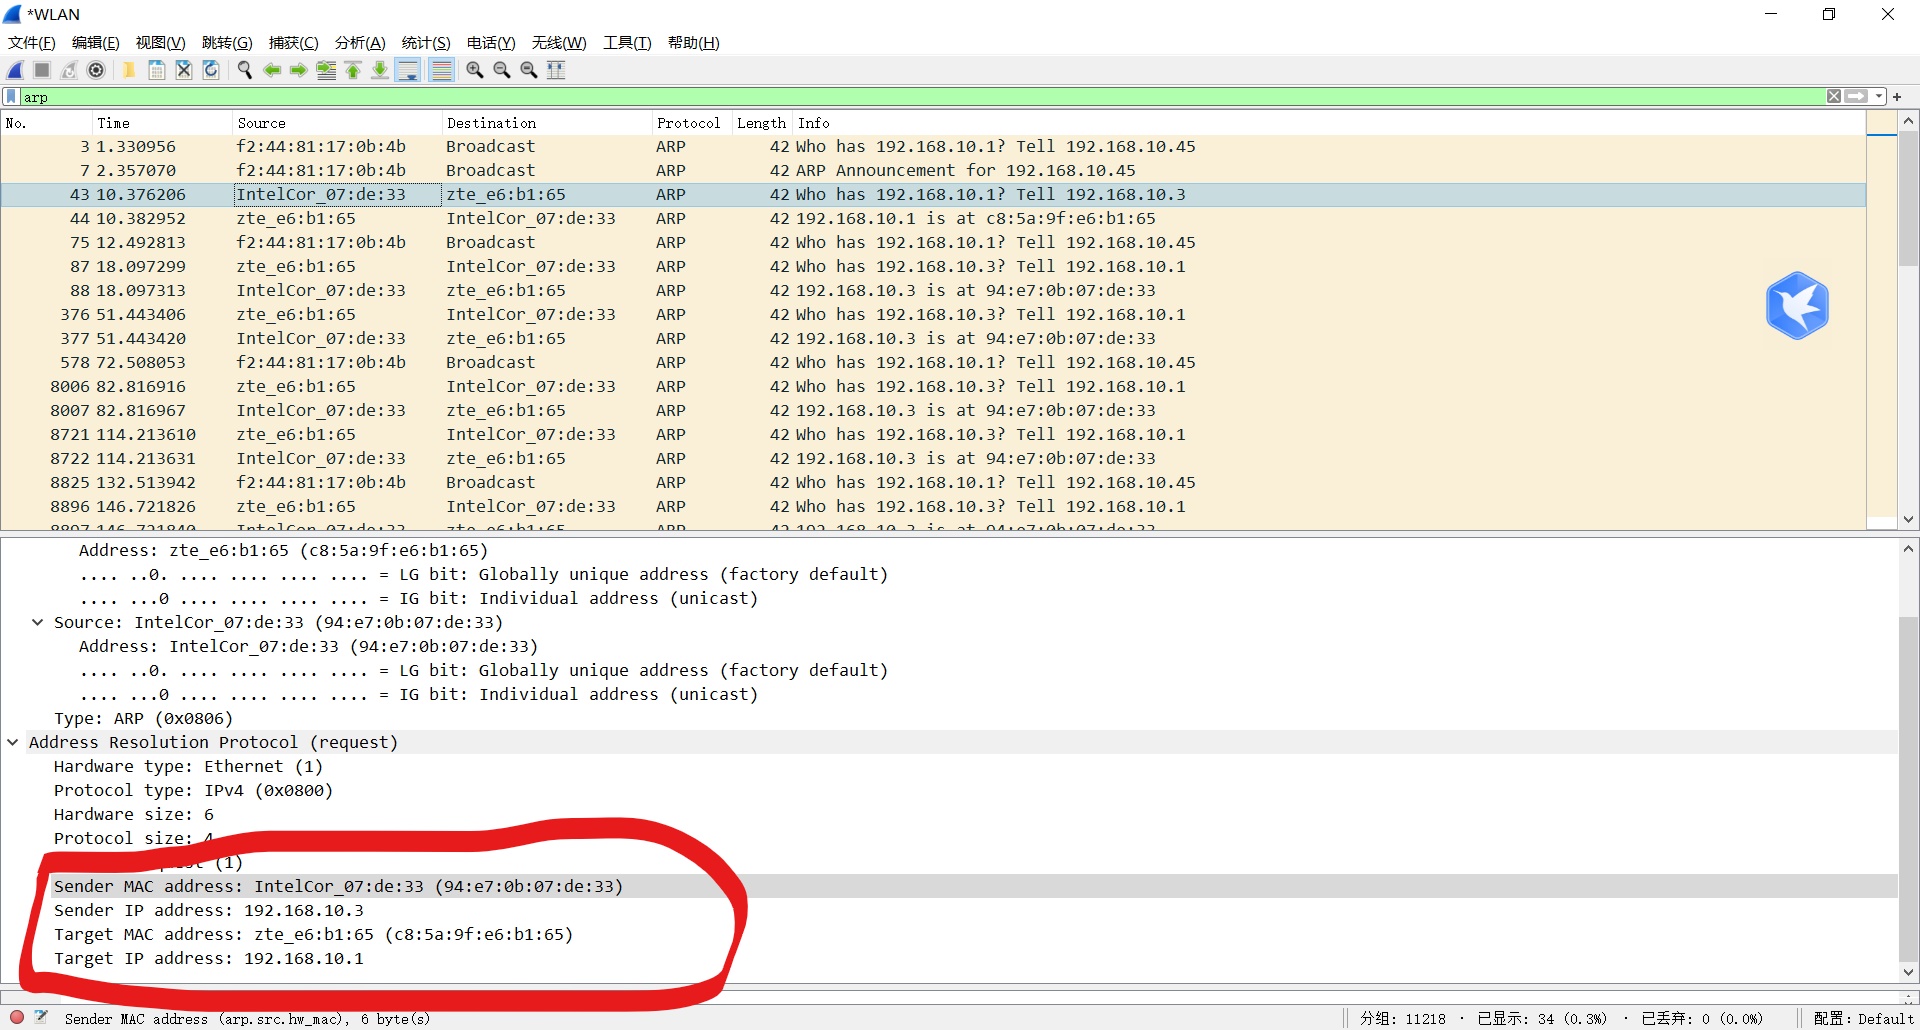 *WLAN
文件(F) 编辑(E) 视图(V) 跳转(G) 捕获(C) 分析(A) 统计(S) 电话(Y) 无线(W) 工具(T) 帮助(H)
arp
No. Time Source Destination Protocol Length Info
3 1.330956 f2:44:81:17:0b:4b Broadcast ARP 42 Who has 192.168.10.1? Tell 192.168.10.45
7 2.357070 f2:44:81:17:0b:4b Broadcast ARP 42 ARP Announcement for 192.168.10.45
43 10.376206 IntelCor_07:de:33 zte_e6:b1:65 ARP 42 Who has 192.168.10.1? Tell 192.168.10.3
44 10.382952 zte_e6:b1:65 IntelCor_07:de:33 ARP 42 192.168.10.1 is at c8:5a:9f:e6:b1:65
75 12.492813 f2:44:81:17:0b:4b Broadcast ARP 42 Who has 192.168.10.1? Tell 192.168.10.45
87 18.097299 zte_e6:b1:65 IntelCor_07:de:33 ARP 42 Who has 192.168.10.3? Tell 192.168.10.1
88 18.097313 IntelCor_07:de:33 zte_e6:b1:65 ARP 42 192.168.10.3 is at 94:e7:0b:07:de:33
376 51.443406 zte_e6:b1:65 IntelCor_07:de:33 ARP 42 Who has 192.168.10.3? Tell 192.168.10.1
377 51.443420 IntelCor_07:de:33 zte_e6:b1:65 ARP 42 192.168.10.3 is at 94:e7:0b:07:de:33
578 72.508053 f2:44:81:17:0b:4b Broadcast ARP 42 Who has 192.168.10.1? Tell 192.168.10.45
8006 82.816916 zte_e6:b1:65 IntelCor_07:de:33 ARP 42 Who has 192.168.10.3? Tell 192.168.10.1
8007 82.816967 IntelCor_07:de:33 zte_e6:b1:65 ARP 42 192.168.10.3 is at 94:e7:0b:07:de:33
8721 114.213610 zte_e6:b1:65 IntelCor_07:de:33 ARP 42 Who has 192.168.10.3? Tell 192.168.10.1
8722 114.213631 IntelCor_07:de:33 zte_e6:b1:65 ARP 42 192.168.10.3 is at 94:e7:0b:07:de:33
8825 132.513942 f2:44:81:17:0b:4b Broadcast ARP 42 Who has 192.168.10.1? Tell 192.168.10.45
8896 146.721826 zte_e6:b1:65 IntelCor_07:de:33 ARP 42 Who has 192.168.10.3? Tell 192.168.10.1
8897 146.721840 IntelCor_07:de:33 zte_e6:b1:65 ARP 42 192.168.10.3 is at 94:e7:0b:07:de:33
Address: zte_e6:b1:65 (c8:5a:9f:e6:b1:65)
.... ..0. .... .... .... .... = LG bit: Globally unique address (factory default)
.... ...0 .... .... .... .... = IG bit: Individual address (unicast)
Source: IntelCor_07:de:33 (94:e7:0b:07:de:33)
Address: IntelCor_07:de:33 (94:e7:0b:07:de:33)
.... ..0. .... .... .... .... = LG bit: Globally unique address (factory default)
.... ...0 .... .... .... .... = IG bit: Individual address (unicast)
Type: ARP (0x0806)
Address Resolution Protocol (request)
Hardware type: Ethernet (1)
Protocol type: IPv4 (0x0800)
Hardware size: 6
Protocol size: 4
(1)
Sender MAC address: IntelCor_07:de:33 (94:e7:0b:07:de:33)
Sender IP address: 192.168.10.3
Target MAC address: zte_e6:b1:65 (c8:5a:9f:e6:b1:65)
Target IP address: 192.168.10.1
Sender MAC address (arp.src.hw_mac), 6 byte(s) 分组: 11218 · 已显示: 34 (0.3%) · 已丢弃: 0 (0.0%) 配置: Default